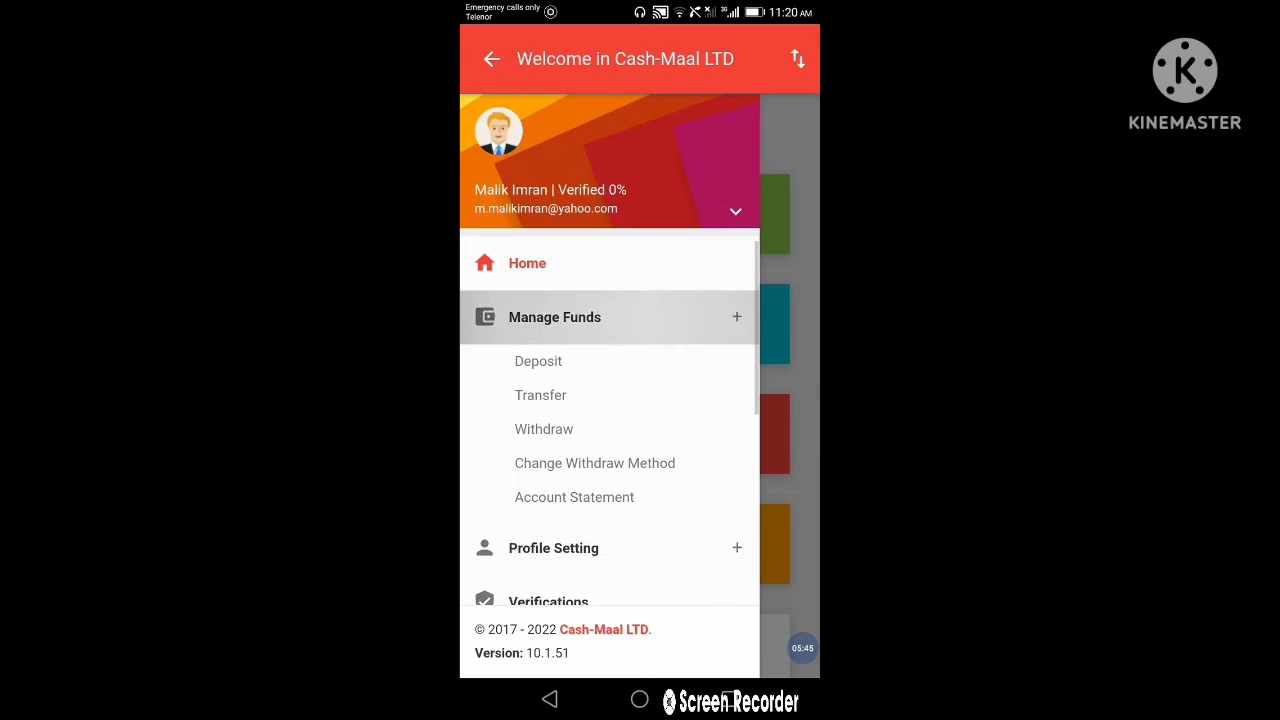 Emergency calls only
Telenor
3G
11:20 AM
Welcome in Cash-Maal LTD
K
KINEMASTER
Malik Imran | Verified 0%
m.malikimran@yahoo.com
Home
Manage Funds +
Deposit
Transfer
Withdraw
Change Withdraw Method
Account Statement
Profile Setting +
Verifications
© 2017 - 2022 Cash-Maal LTD.
Version: 10.1.51
05:45
Screen Recorder